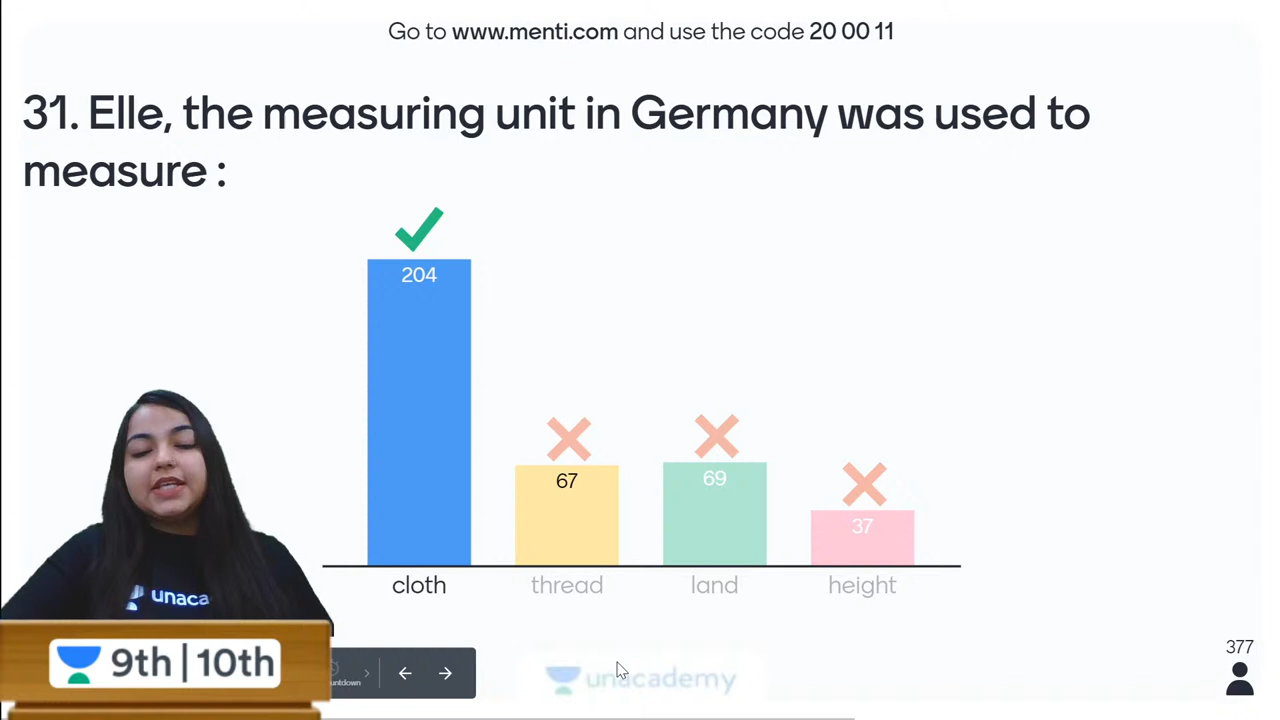 Go to www.menti.com and use the code 20 00 11
31. Elle, the measuring unit in Germany was used to
measure :
204
67
69
37
cloth
thread
land
height
unaca
9th | 10th
untdown
unacademy
377